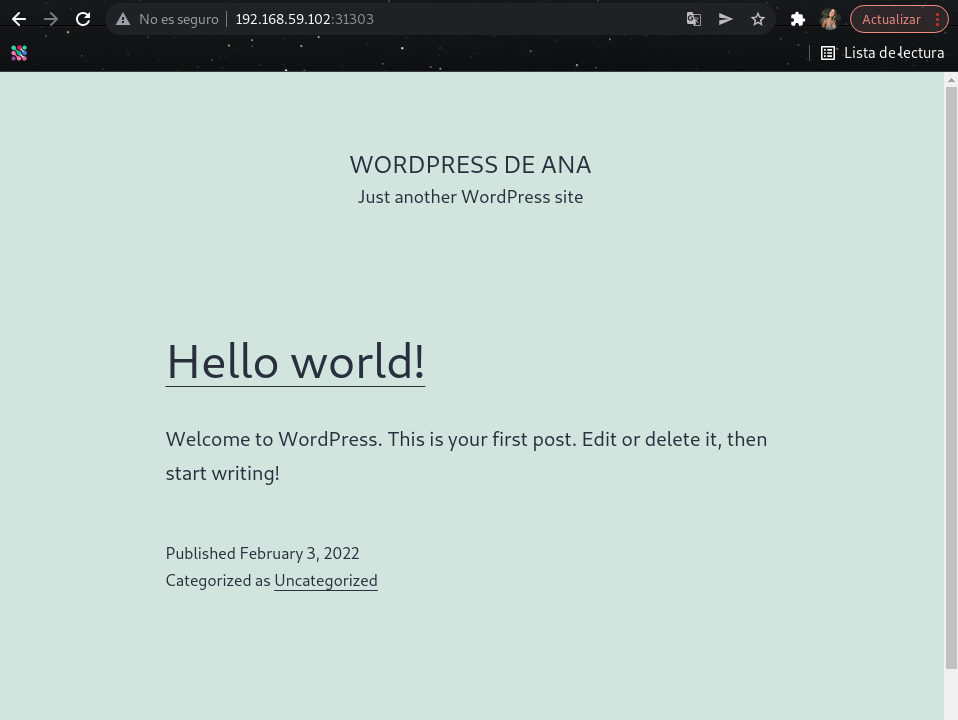 No es seguro 192.168.59.102:31303 Actualizar
Lista de lectura
WORDPRESS DE ANA
Just another WordPress site
Hello world!
Welcome to WordPress. This is your first post. Edit or delete it, then
start writing!
Published February 3, 2022
Categorized as Uncategorized